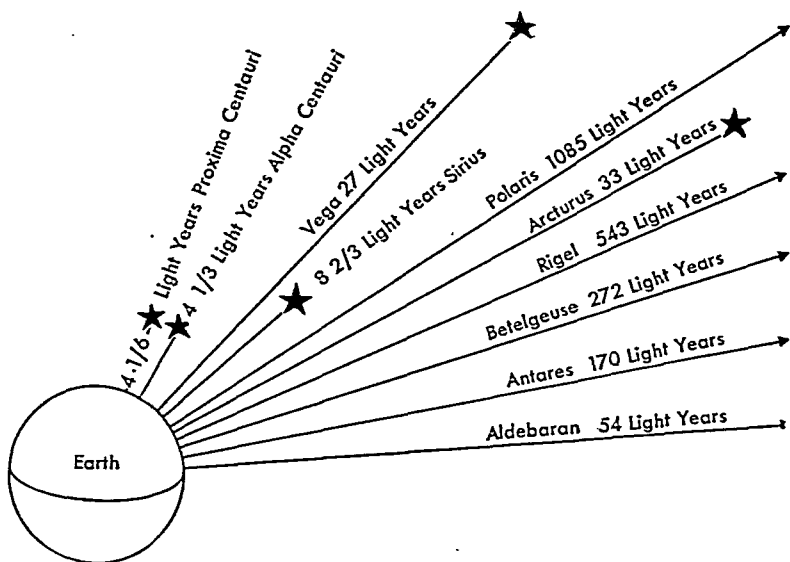 4 1/6 Light Years Proxima Centauri
4 1/3 Light Years Alpha Centauri
Vega 27 Light Years
8 2/3 Light Years Sirius
Polaris 1085 Light Years
Arcturus 33 Light Years
Rigel 543 Light Years
Betelgeuse 272 Light Years
Antares 170 Light Years
Aldebaran 54 Light Years
Earth